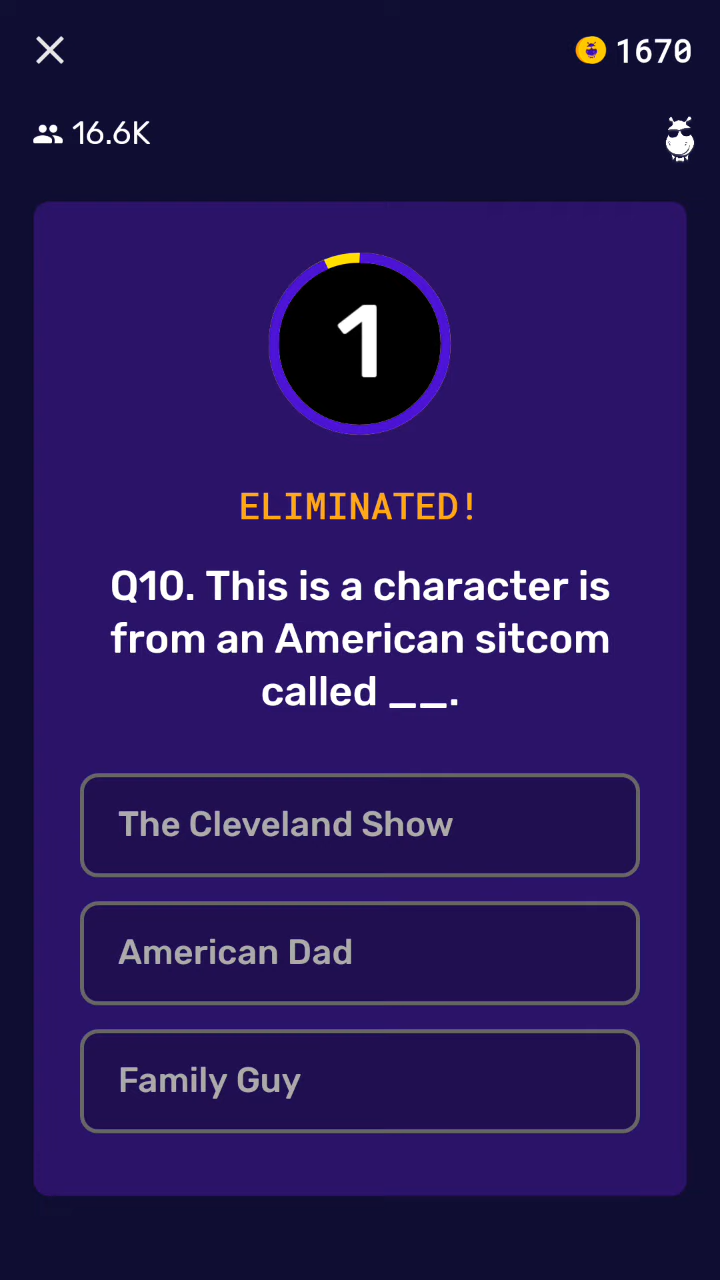 1670
16.6K
1
ELIMINATED!
Q10. This is a character is
from an American sitcom
called __.
The Cleveland Show
American Dad
Family Guy